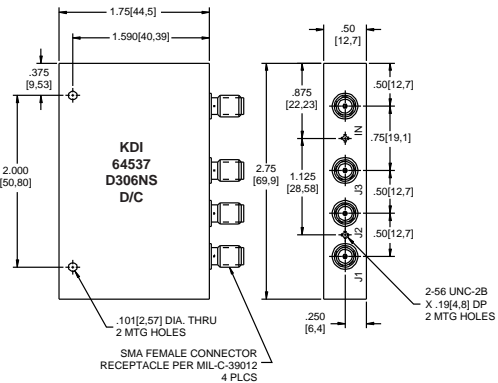 1.75[44,5]
1.590[40,39]
.375
[9,53]
2.000
[50,80]
KDI
64537
D306NS
D/C
.101[2,57] DIA. THRU
2 MTG HOLES
SMA FEMALE CONNECTOR
RECEPTACLE PER MIL-C-39012
4 PLCS
.50
[12,7]
.875
[22,23]
2.75
[69,9]
1.125
[28,58]
.50[12,7]
.75[19,1]
.50[12,7]
.50[12,7]
IN
J3
J2
J1
.250
[6,4]
2-56 UNC-2B
X .19[4,8] DP
2 MTG HOLES